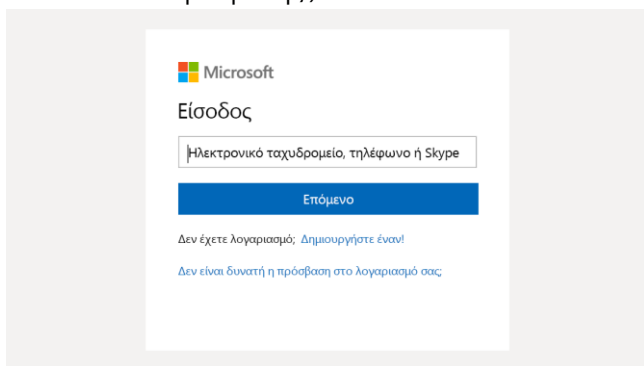 Microsoft
Είσοδος
Ηλεκτρονικό ταχυδρομείο, τηλέφωνο ή Skype
Επόμενο
Δεν έχετε λογαριασμό; Δημιουργήστε έναν!
Δεν είναι δυνατή η πρόσβαση στο λογαριασμό σας;